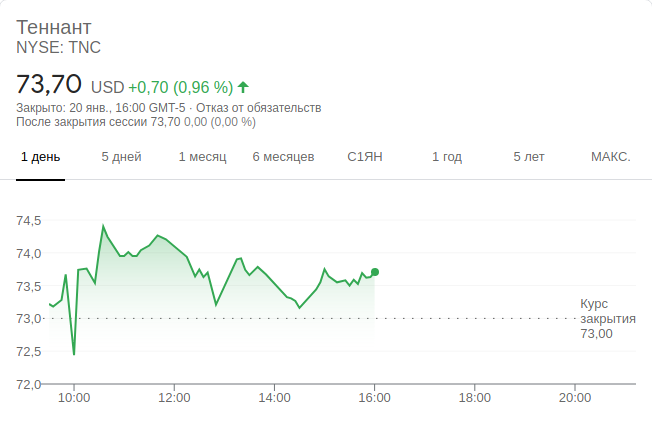 Теннант
NYSE: TNC
73,70 USD +0,70 (0,96 %)
Закрыто: 20 янв., 16:00 GMT-5 · Отказ от обязательств
После закрытия сессии 73,70 0,00 (0,00 %)
1 день 5 дней 1 месяц 6 месяцев С1ЯН 1 год 5 лет МАКС.
74,5
74,0
73,5
73,0
72,5
72,0
Курс
закрытия
73,00
10:00 12:00 14:00 16:00 18:00 20:00